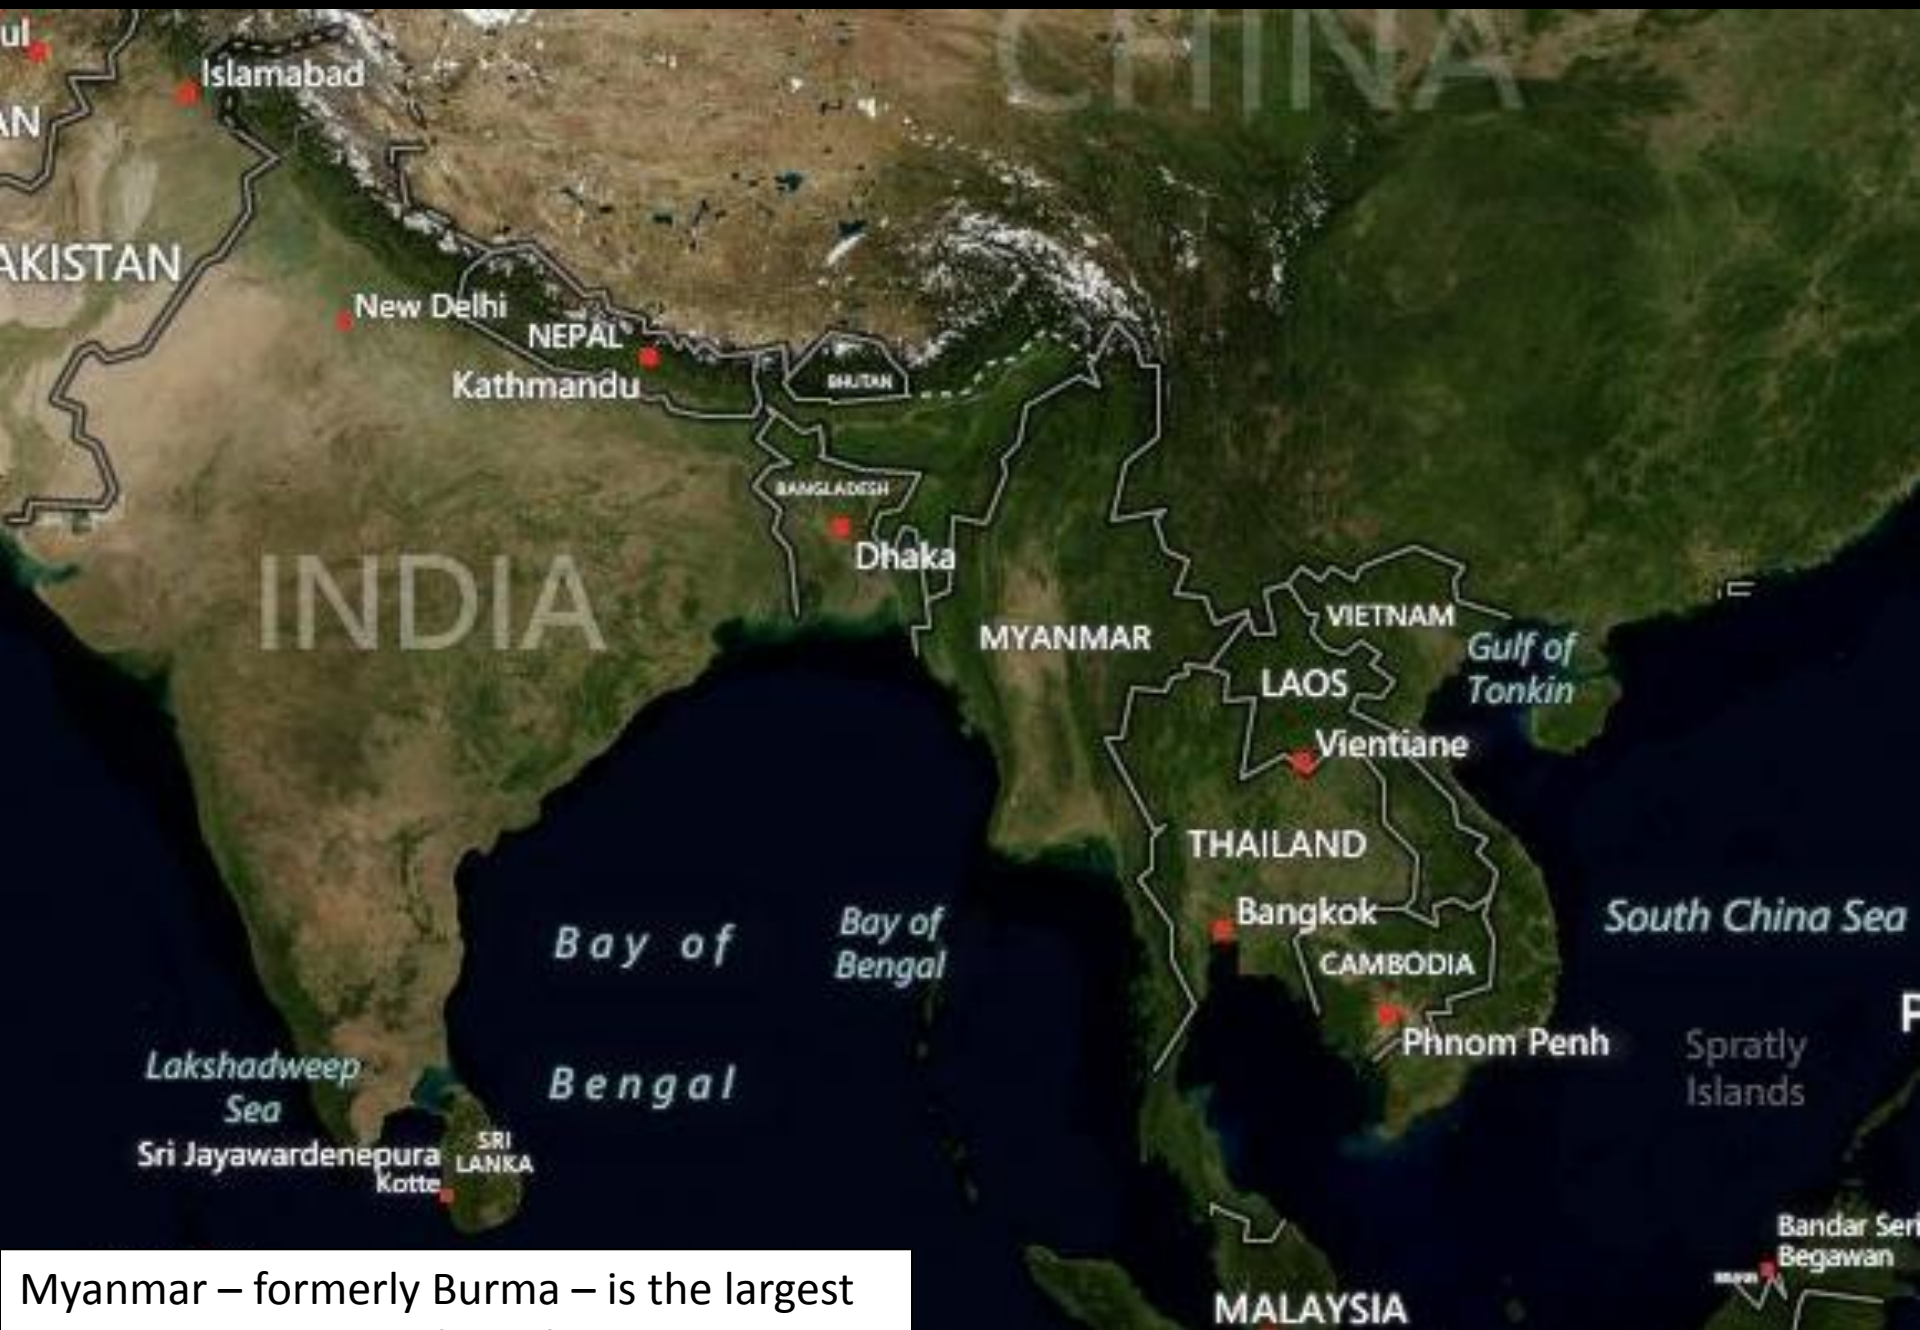 CHINA
ul
Islamabad
AN
AKISTAN
New Delhi
NEPAL
Kathmandu
BHUTAN
BANGLADESH
Dhaka
INDIA
MYANMAR
VIETNAM
Gulf of
Tonkin
LAOS
Vientiane
THAILAND
Bangkok
Bay of
Bengal
Bay of
Bengal
South China Sea
CAMBODIA
Phnom Penh
P
Spratly
Islands
Lakshadweep
Sea
Sri Jayawardenepura
Kotte
SRI
LANKA
Bandar Seri
Begawan
MALAYSIA
Myanmar – formerly Burma – is the largest